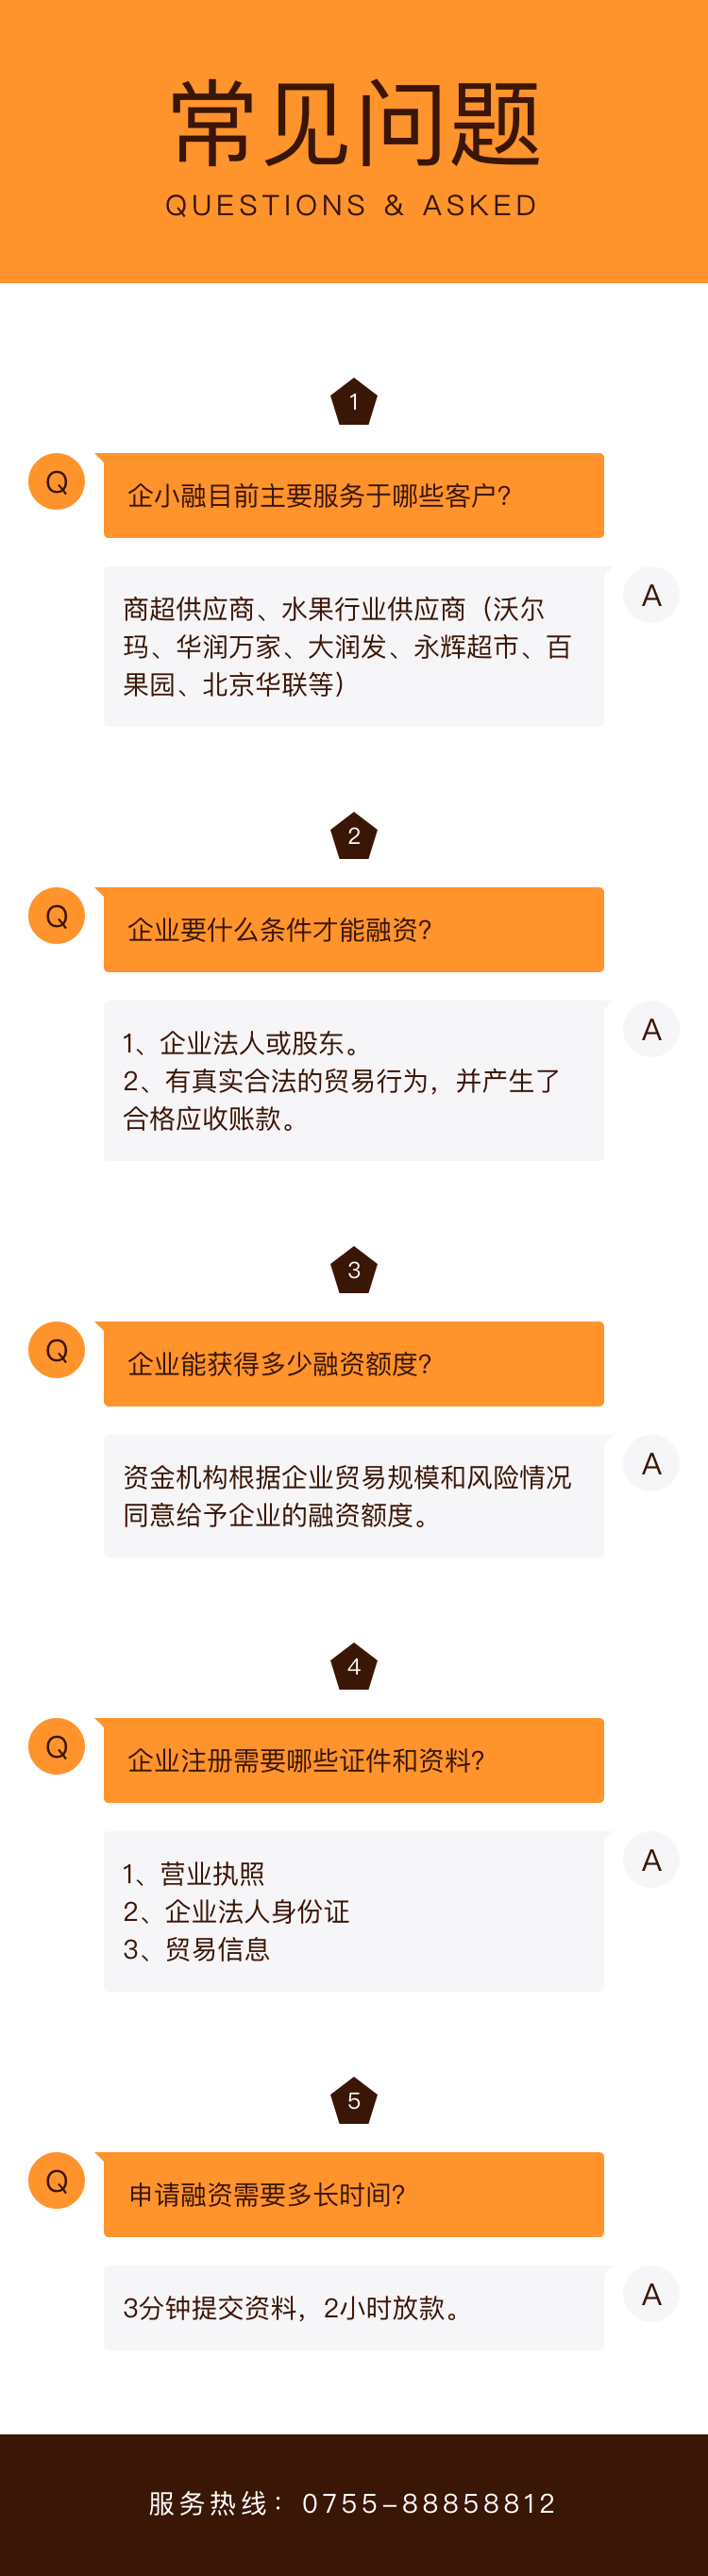 常见问题
QUESTIONS & ASKED
1
Q
企小融目前主要服务于哪些客户?
A
商超供应商、水果行业供应商（沃尔
玛、华润万家、大润发、永辉超市、百
果园、北京华联等）
2
Q
企业要什么条件才能融资?
A
1、企业法人或股东。
2、有真实合法的贸易行为，并产生了
合格应收账款。
3
Q
企业能获得多少融资额度?
A
资金机构根据企业贸易规模和风险情况
同意给予企业的融资额度。
4
Q
企业注册需要哪些证件和资料?
A
1、营业执照
2、企业法人身份证
3、贸易信息
5
Q
申请融资需要多长时间?
A
3分钟提交资料，2小时放款。
服务热线：0755-88858812